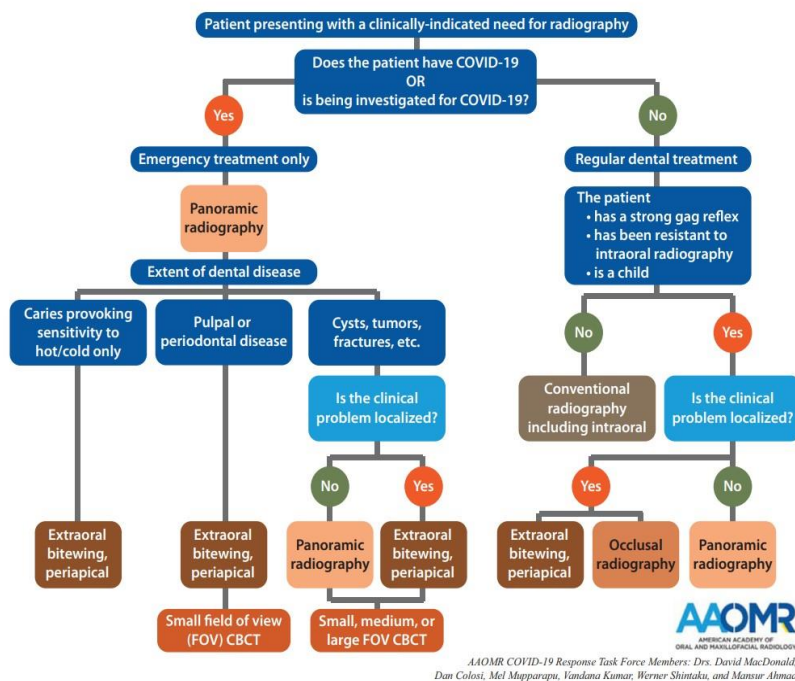 Patient presenting with a clinically-indicated need for radiography
Does the patient have COVID-19
OR
is being investigated for COVID-19?
Yes
No
Emergency treatment only
Regular dental treatment
Panoramic
radiography
The patient
• has a strong gag reflex
• has been resistant to
intraoral radiography
• is a child
Extent of dental disease
Caries provoking
sensitivity to
hot/cold only
Pulpal or
periodontal disease
Cysts, tumors,
fractures, etc.
No
Yes
Is the clinical
problem localized?
Conventional
radiography
including intraoral
Is the clinical
problem localized?
No
Yes
Yes
No
Extraoral
bitewing,
periapical
Extraoral
bitewing,
periapical
Panoramic
radiography
Extraoral
bitewing,
periapical
Extraoral
bitewing,
periapical
Occlusal
radiography
Panoramic
radiography
Small field of view
(FOV) CBCT
Small, medium, or
large FOV CBCT
AAOMR
AMERICAN ACADEMY OF
ORAL AND MAXILLOFACIAL RADIOLOGY
AAOMR COVID-19 Response Task Force Members: Drs. David MacDonald,
Dan Colosi, Mel Mupparapu, Vandana Kumar, Werner Shintaku, and Mansur Ahmad